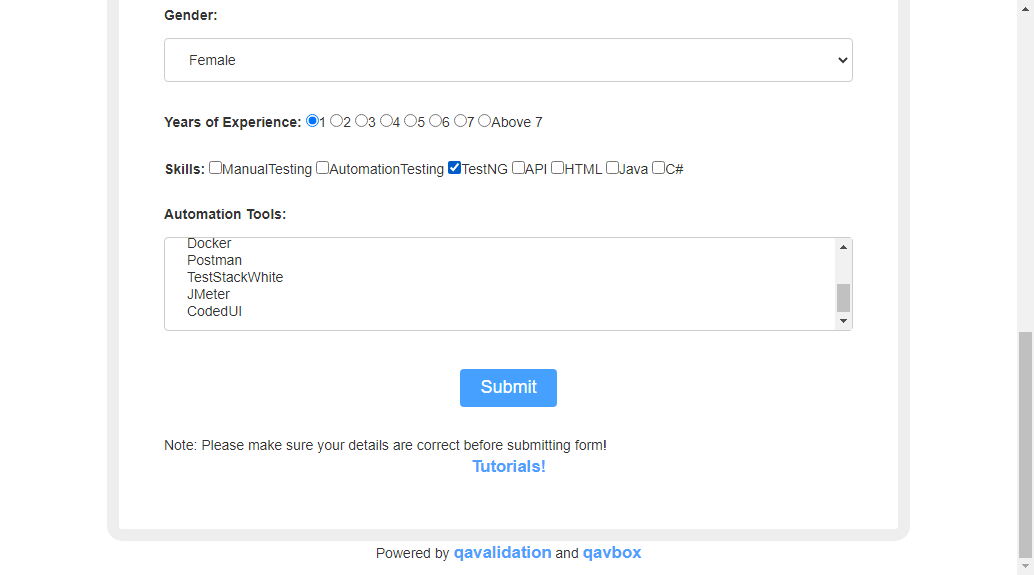 Gender:
Female
Years of Experience: 1 2 3 4 5 6 7 Above 7
Skills: ManualTesting AutomationTesting TestNG API HTML Java C#
Automation Tools:
Docker
Postman
TestStackWhite
JMeter
CodedUI
Submit
Note: Please make sure your details are correct before submitting form!
Tutorials!
Powered by qavalidation and qavbox